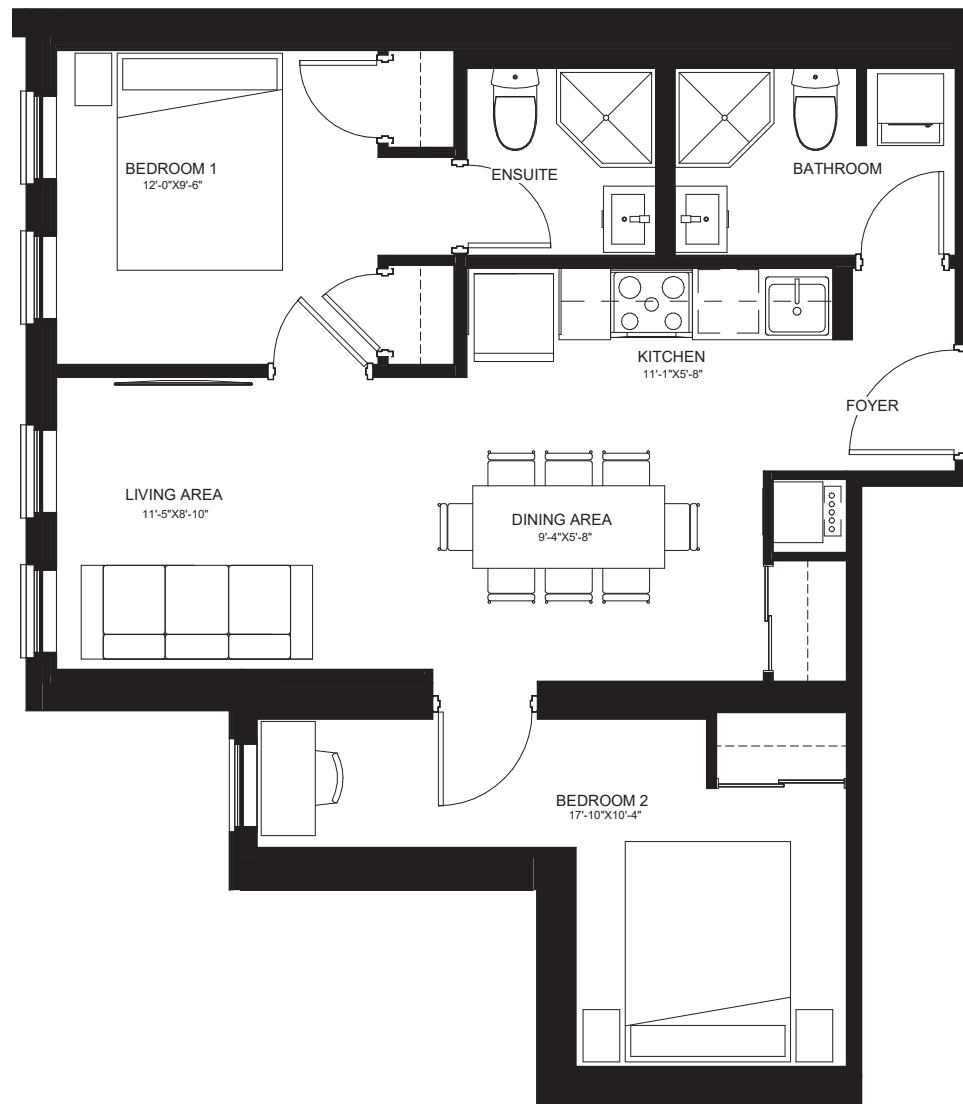 BEDROOM 1
12'-0"X9'-6"
ENSUITE
BATHROOM
KITCHEN
11'-1"X5'-8"
FOYER
LIVING AREA
11'-5"X8'-10"
DINING AREA
9'-4"X5'-8"
BEDROOM 2
17'-10"X10'-4"